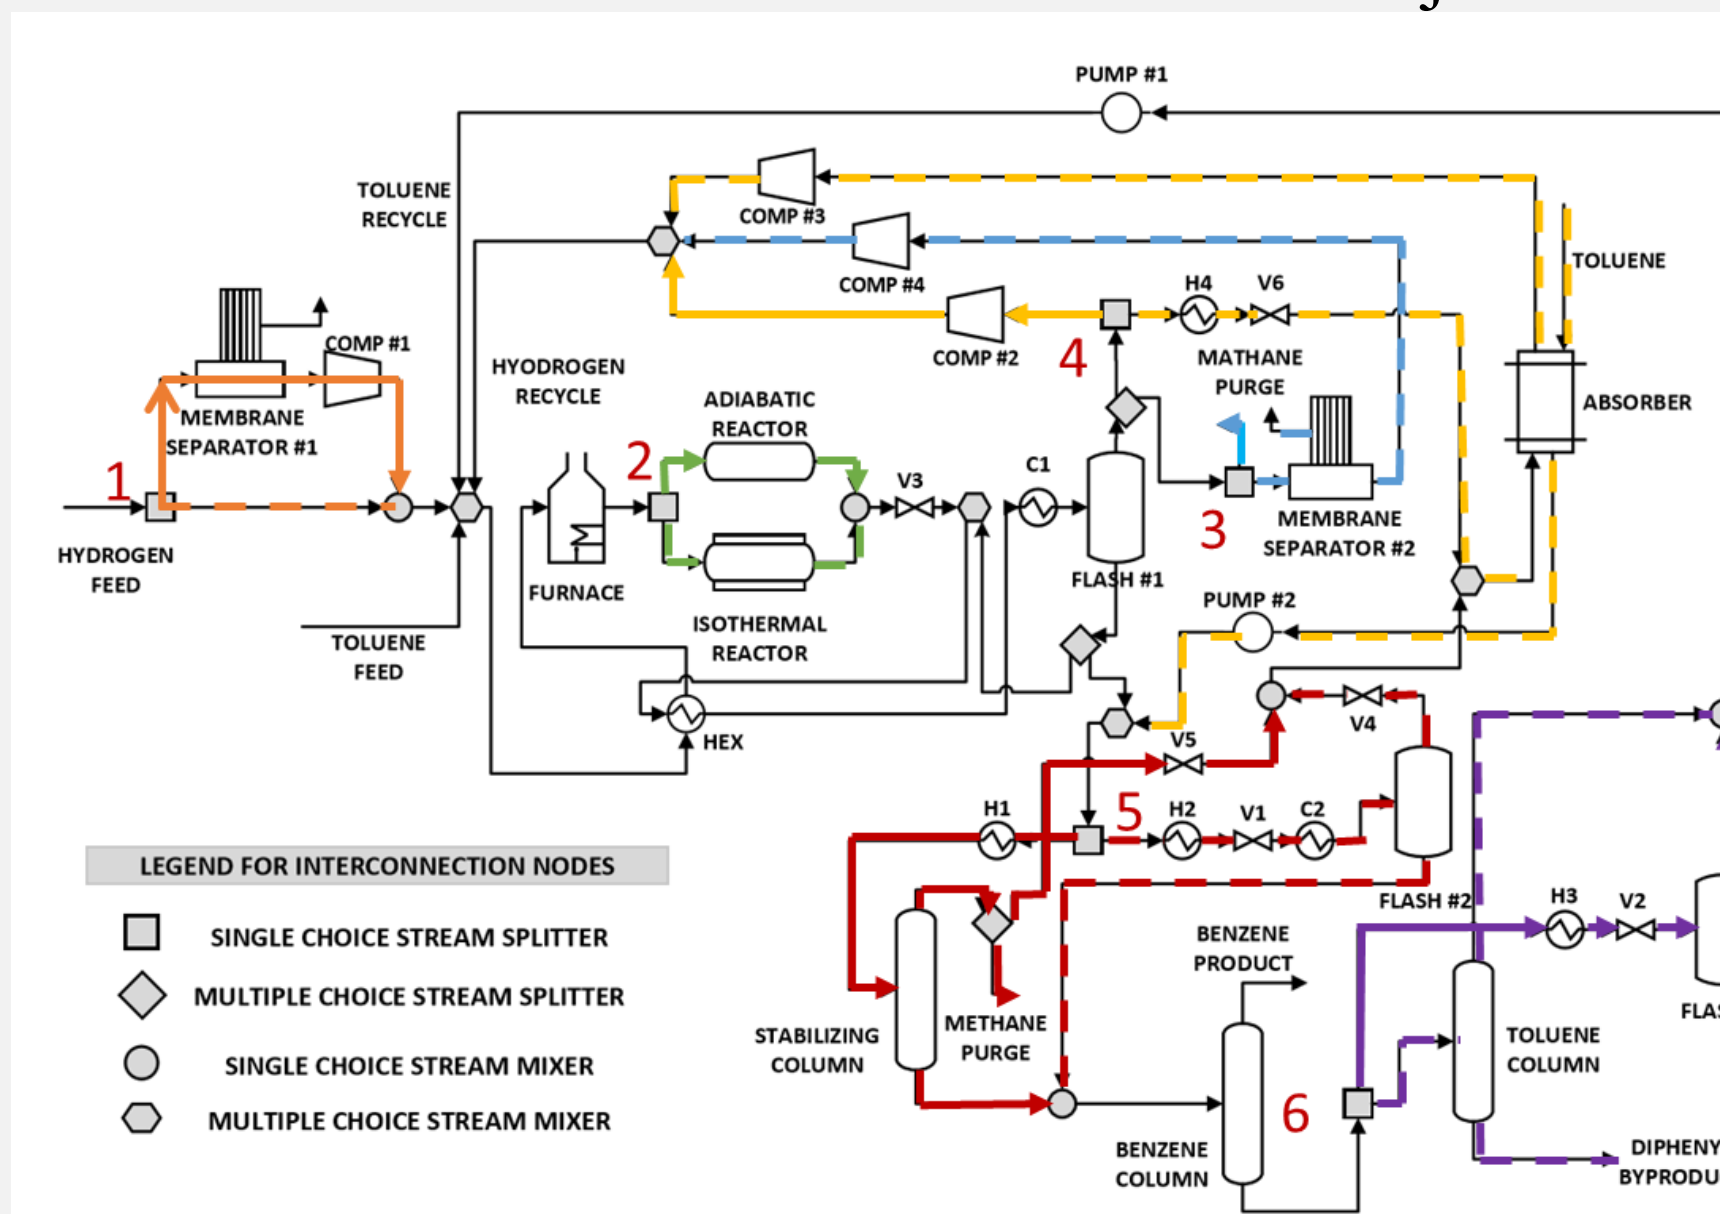 PUMP #1
TOLUENE
RECYCLE
COMP #3
TOLUENE
COMP #4
H4
V6
COMP #1
COMP #2
4
MATHANE
PURGE
HYODROGEN
RECYCLE
ADIABATIC
REACTOR
ABSORBER
MEMBRANE
SEPARATOR #1
1
2
C1
V3
3
MEMBRANE
SEPARATOR #2
HYDROGEN
FEED
FURNACE
FLASH #1
PUMP #2
TOLUENE
FEED
ISOTHERMAL
REACTOR
HEX
V5
V4
H1
5
H2
V1
C2
LEGEND FOR INTERCONNECTION NODES
FLASH #2
H3
V2
SINGLE CHOICE STREAM SPLITTER
BENZENE
PRODUCT
MULTIPLE CHOICE STREAM SPLITTER
STABILIZING
COLUMN
METHANE
PURGE
TOLUENE
COLUMN
SINGLE CHOICE STREAM MIXER
6
MULTIPLE CHOICE STREAM MIXER
BENZENE
COLUMN